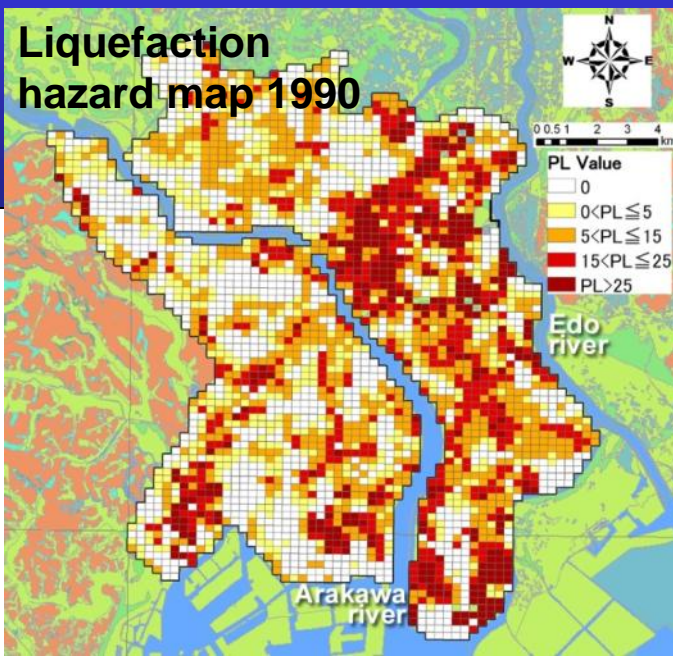 Liquefaction
hazard map 1990
N
W E
S
0 0.5 1 2 3 4
km
PL Value
0
0<PL≦5
5<PL≦15
15<PL≦25
PL>25
Edo
river
Arakawa
river